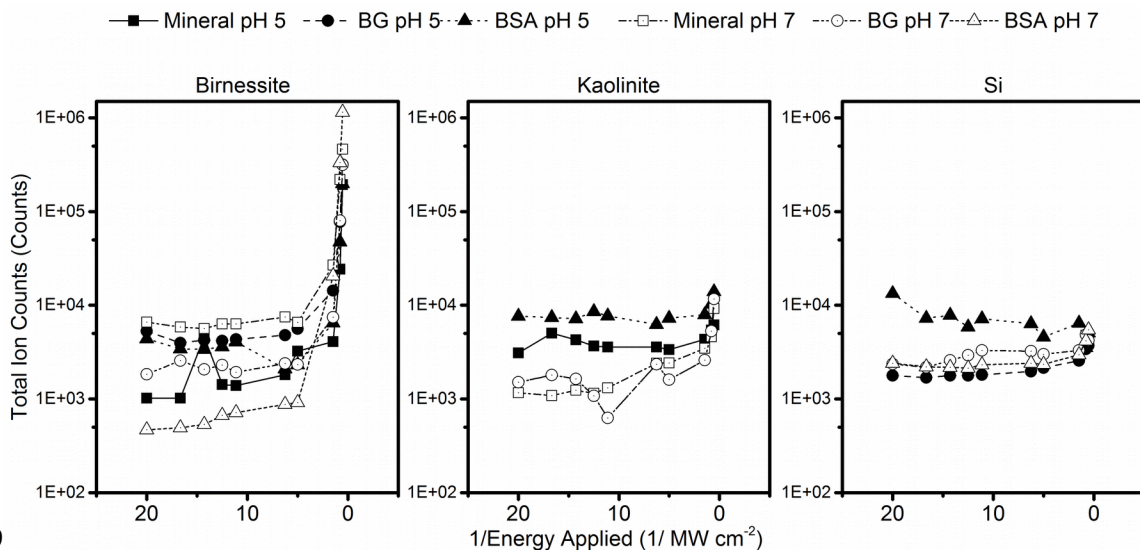 Mineral pH 5 BG pH 5 BSA pH 5 Mineral pH 7 BG pH 7 BSA pH 7
Birnessite Kaolinite Si
1E+06 1E+06 1E+06
1E+05 1E+05 1E+05
1E+04 1E+04 1E+04
1E+03 1E+03 1E+03
1E+02 1E+02 1E+02
Total Ion Counts (Counts)
20 10 0 20 10 0 20 10 0
1/Energy Applied (1/ MW cm⁻²)